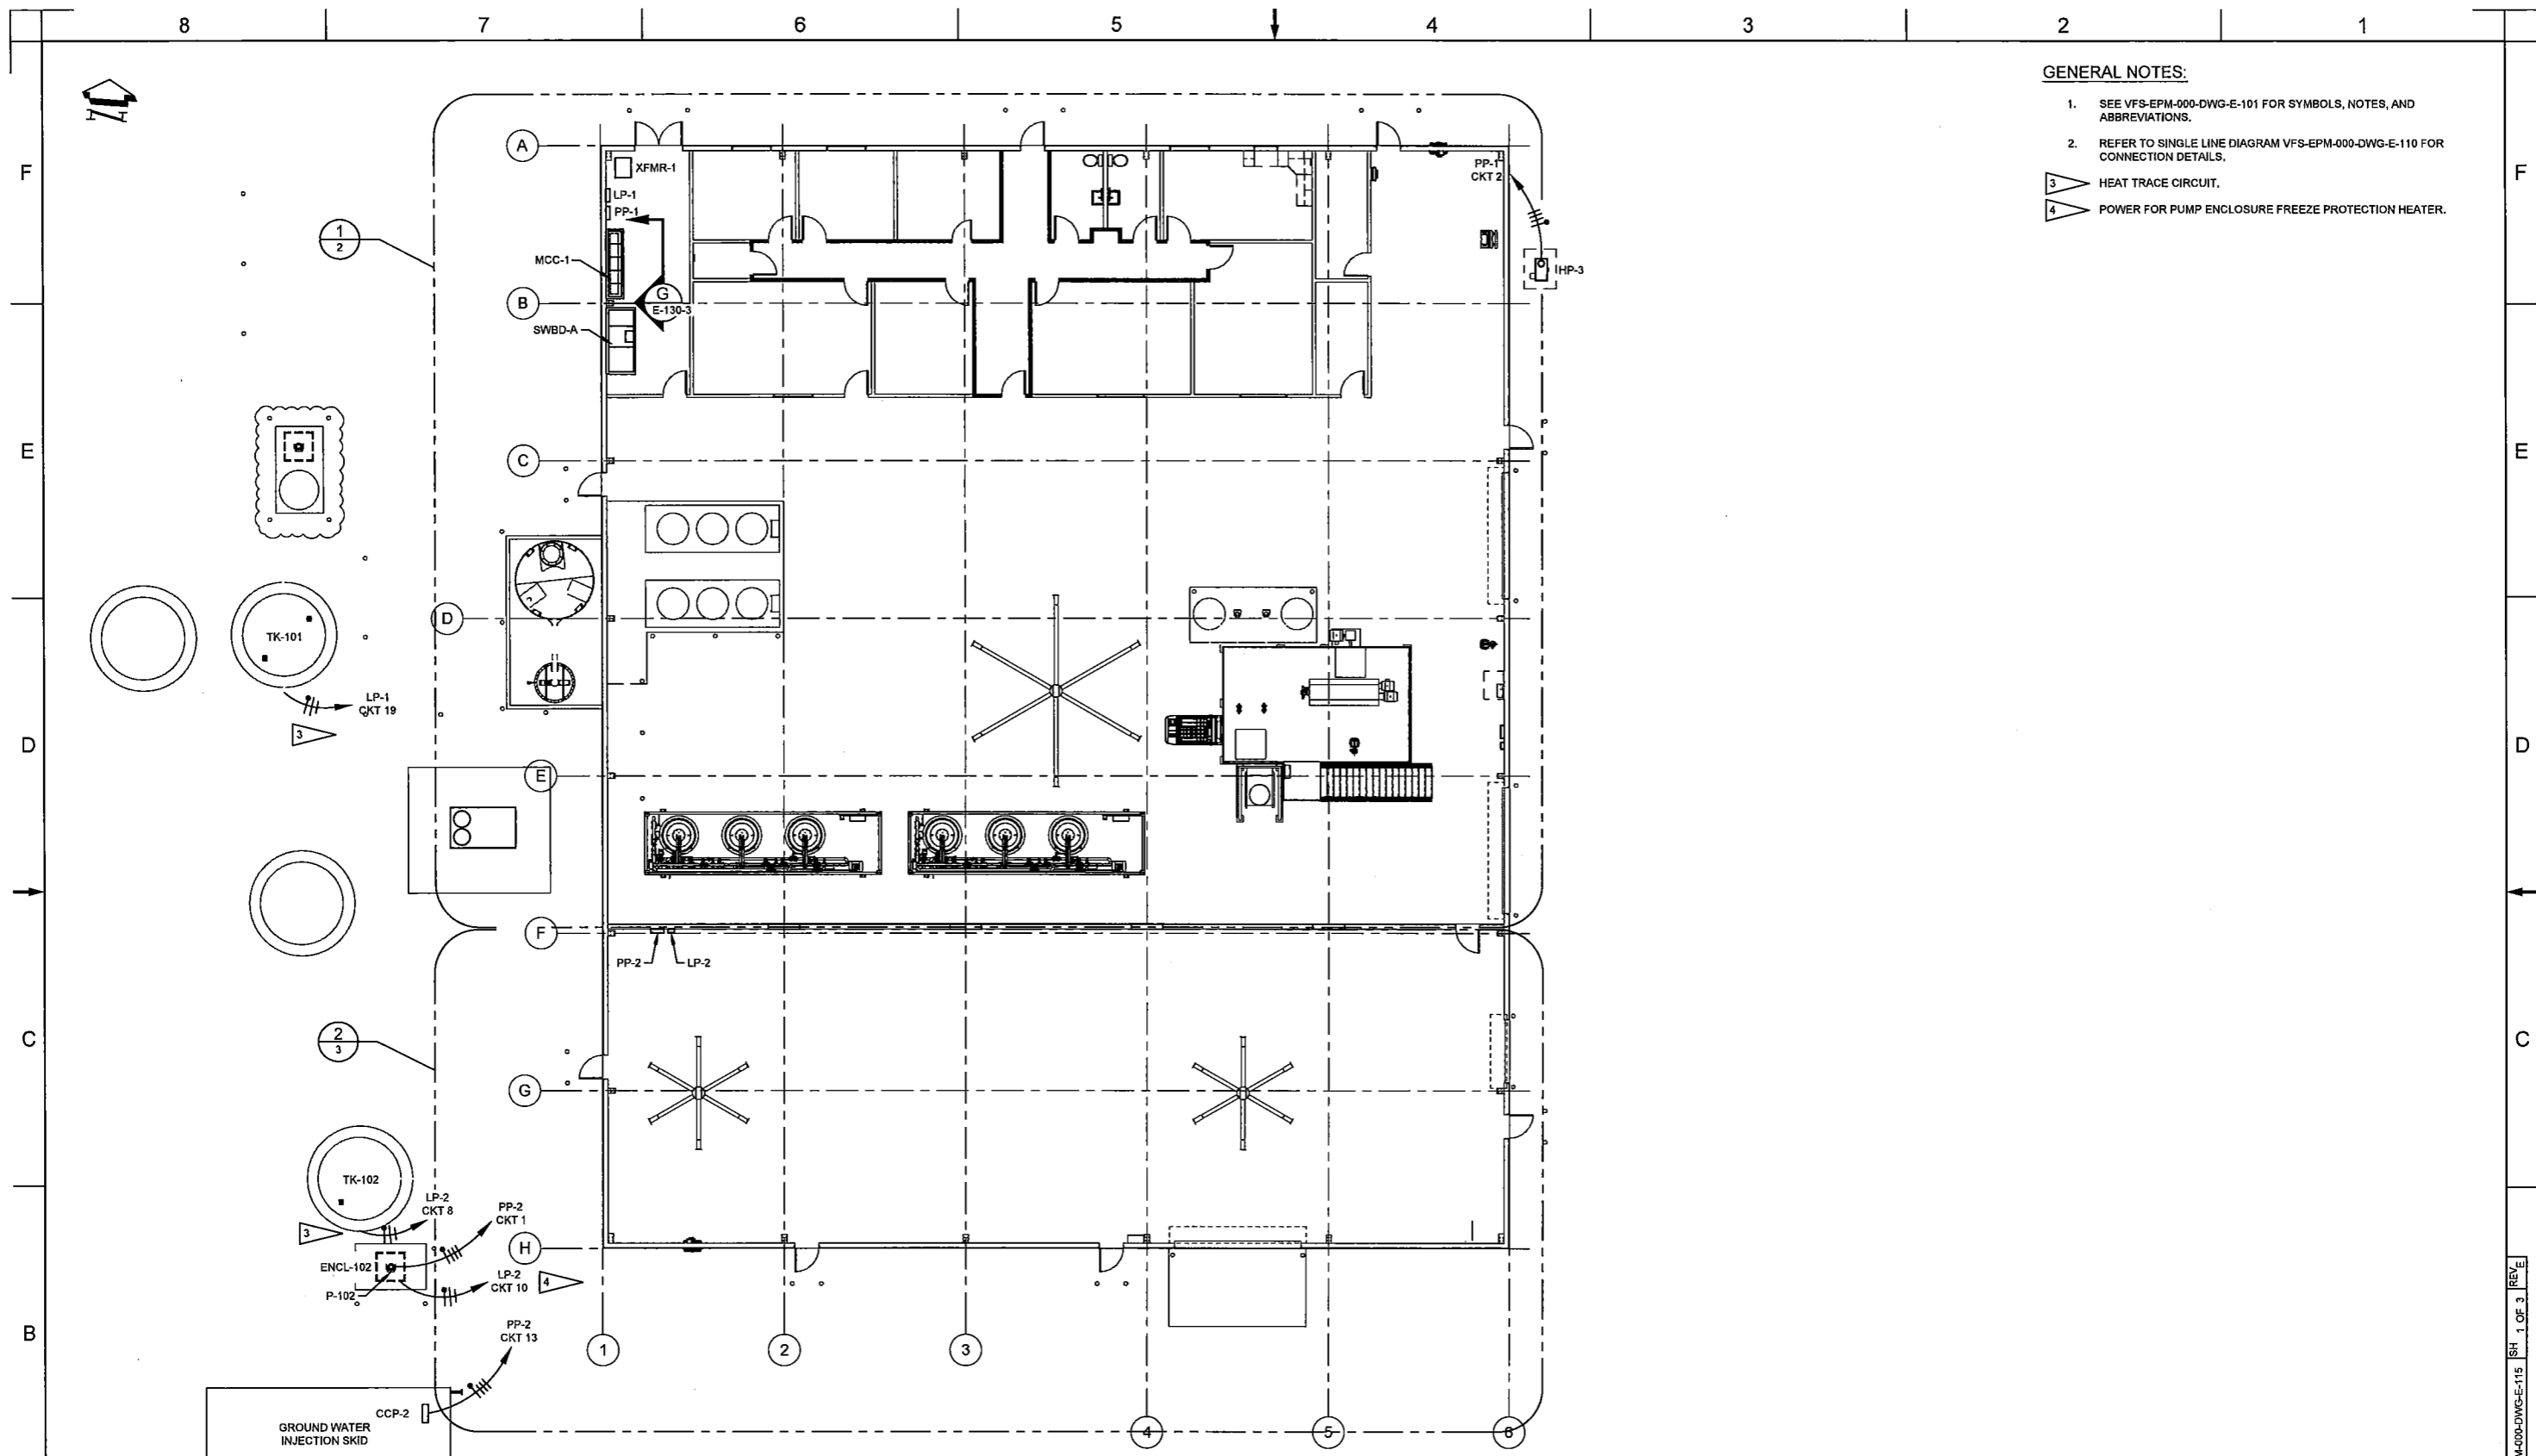 8 7 6 5 4 3 2 1
GENERAL NOTES:
1. SEE VFS-EPM-000-DWG-E-101 FOR SYMBOLS, NOTES, AND
ABBREVIATIONS.
2. REFER TO SINGLE LINE DIAGRAM VFS-EPM-000-DWG-E-110 FOR
CONNECTION DETAILS.
3 HEAT TRACE CIRCUIT.
4 POWER FOR PUMP ENCLOSURE FREEZE PROTECTION HEATER.
F
F
A
XFMR-1
LP-1
PP-1
PP-1
CKT 2
1
2
MCC-1
HP-3
B
G
E-130-3
SWBD-A
E
E
C
D
TK-101
LP-1
CKT 19
3
D
D
E
F
PP-2
LP-2
C
C
2
3
G
TK-102
LP-2
CKT 8
PP-2
CKT 1
3
H
ENCL-102
LP-2
CKT 10
4
P-102
B
PP-2
CKT 13
1
2
3
CCP-2
GROUND WATER
INJECTION SKID
4
5
6
M-000-DWG-E-115 SH 1 OF 3 REV E